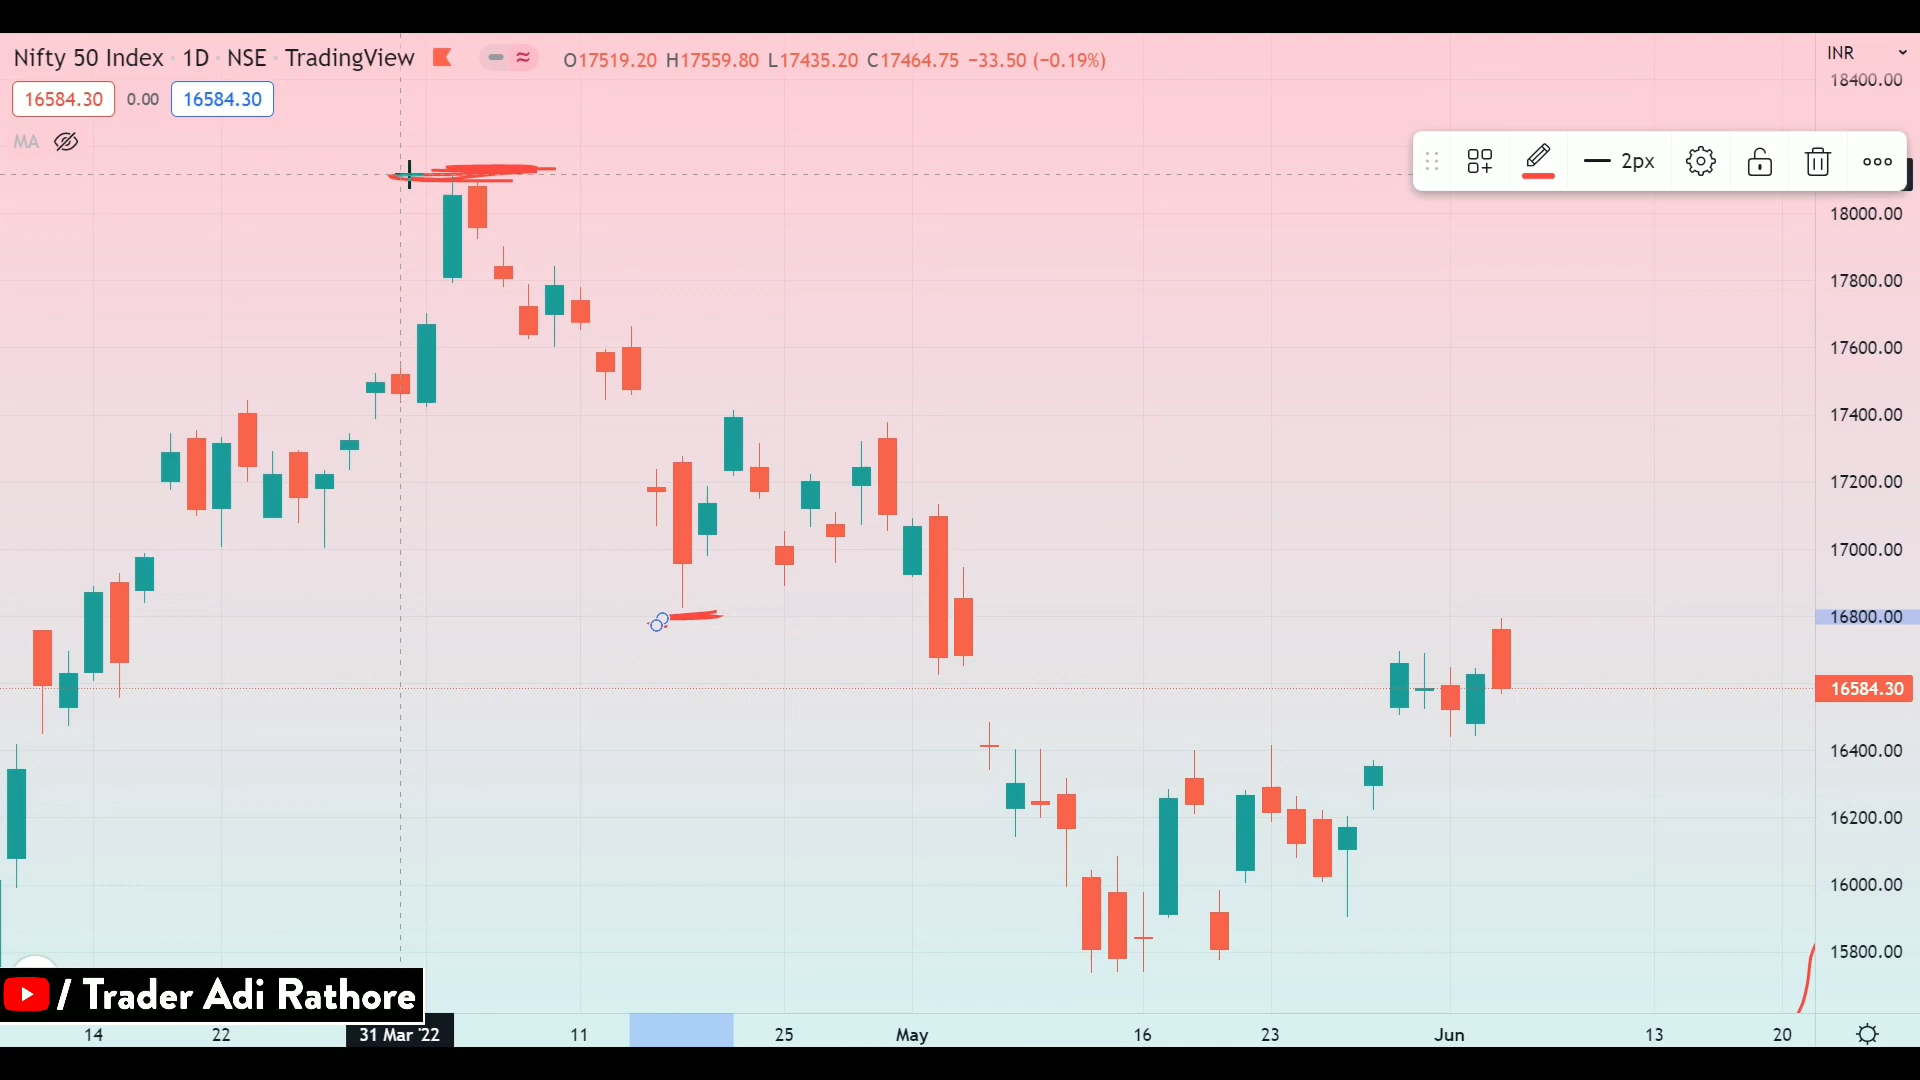 Nifty 50 Index · 1D · NSE · TradingView O17519.20 H17559.80 L17435.20 C17464.75 −33.50 (−0.19%)
16584.30 0.00 16584.30
MA
INR
18400.00
2px
18000.00
17800.00
17600.00
17400.00
17200.00
17000.00
16800.00
16584.30
16400.00
16200.00
16000.00
15800.00
/ Trader Adi Rathore
14 22 31 Mar '22 11 25 May 16 23 Jun 13 20